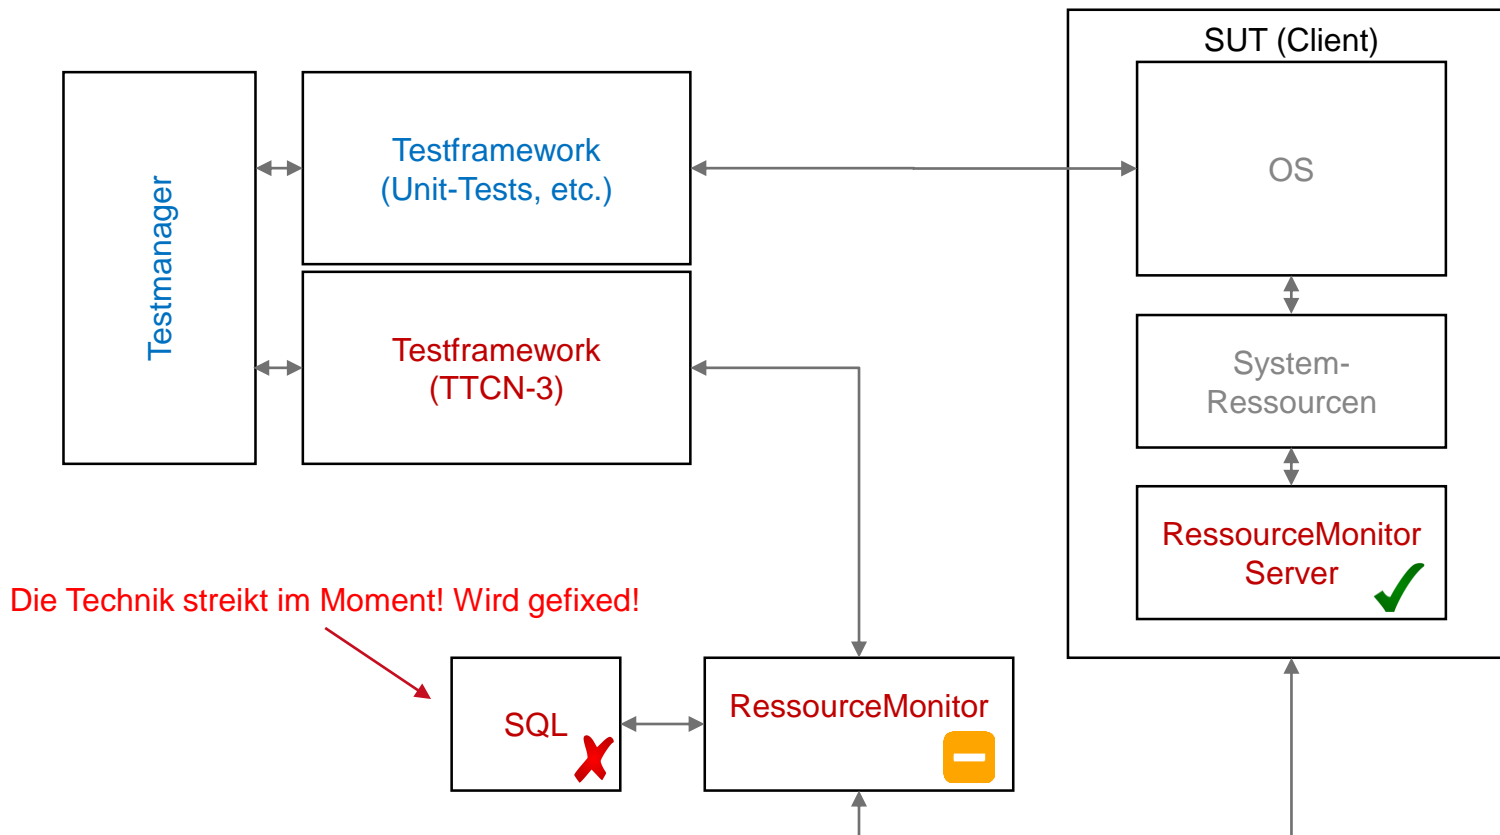 SUT (Client)
Testmanager
Testframework
(Unit-Tests, etc.)
OS
Testframework
(TTCN-3)
System-
Ressourcen
RessourceMonitor
Server
Die Technik streikt im Moment! Wird gefixed!
SQL
RessourceMonitor